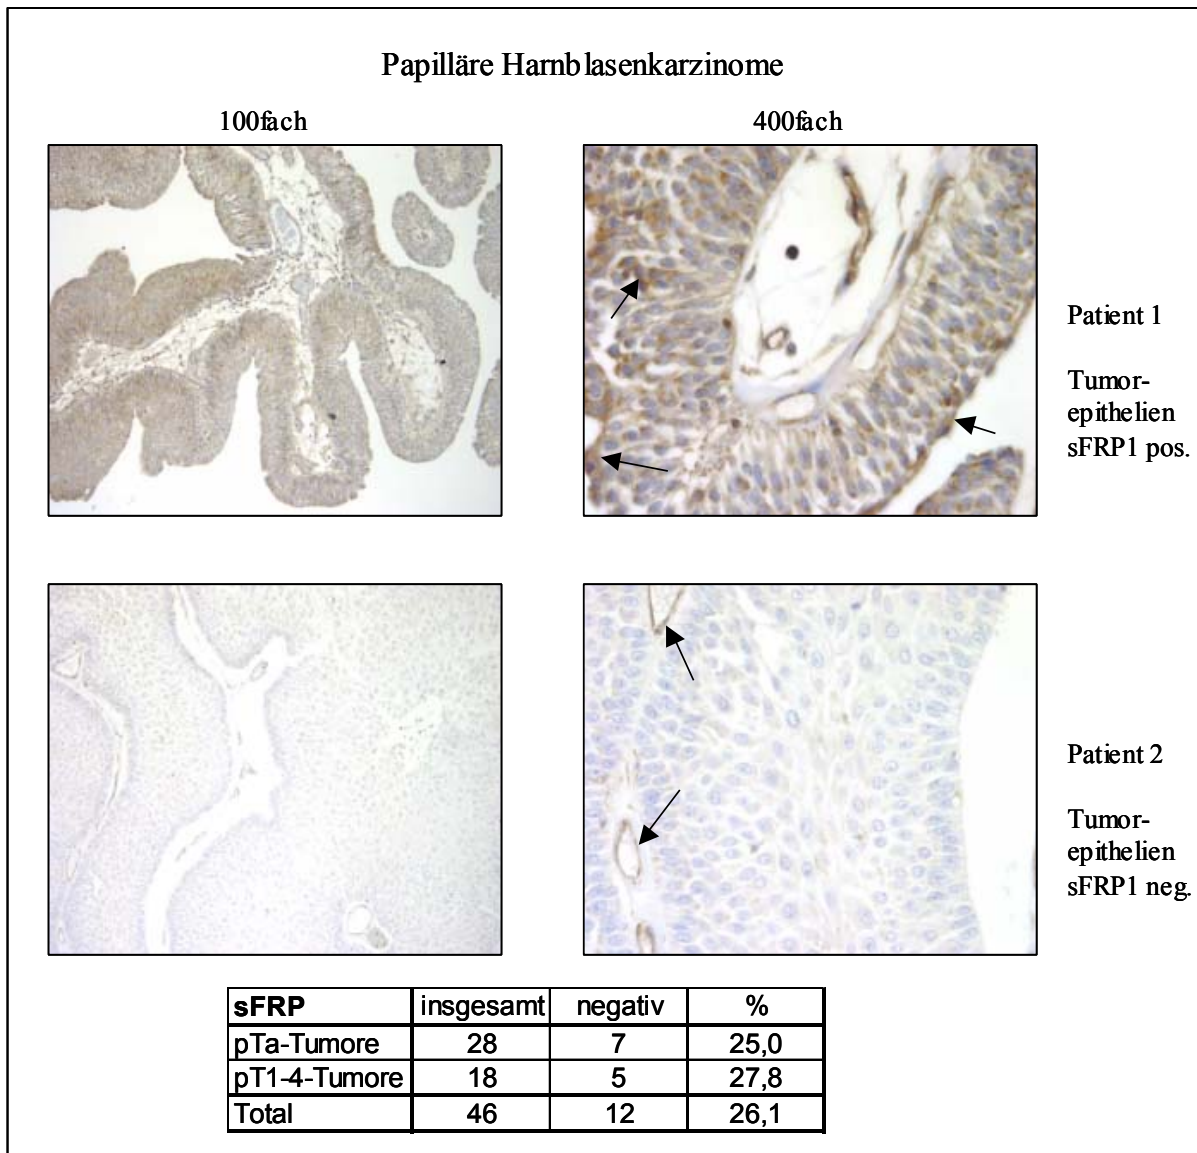 Papilläre Harnblasenkarzinome
100fach 400fach
Patient 1
Tumor-
epithelien
sFRP1 pos.
Patient 2
Tumor-
epithelien
sFRP1 neg.
sFRP insgesamt negativ %
pTa-Tumore 28 7 25,0
pT1-4-Tumore 18 5 27,8
Total 46 12 26,1